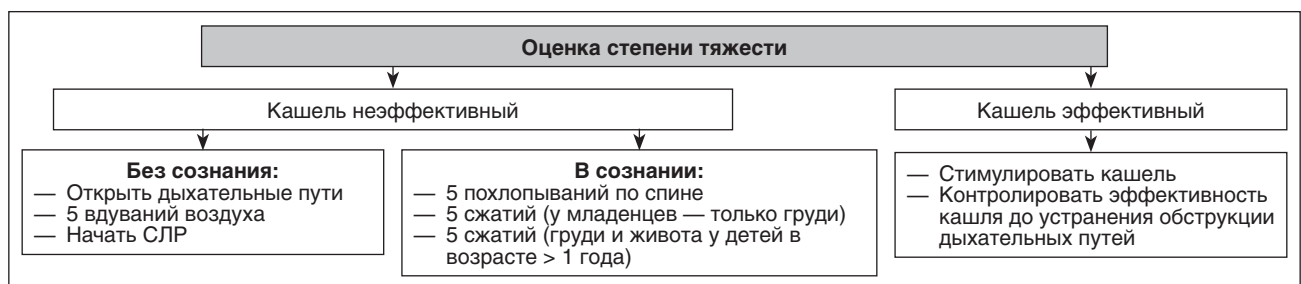 Оценка степени тяжести
Кашель неэффективный
Кашель эффективный
Без сознания:
— Открыть дыхательные пути
— 5 вдуваний воздуха
— Начать СЛР
В сознании:
— 5 похлопываний по спине
— 5 сжатий (у младенцев — только груди)
— 5 сжатий (груди и живота у детей в
возрасте > 1 года)
— Стимулировать кашель
— Контролировать эффективность
кашля до устранения обструкции
дыхательных путей